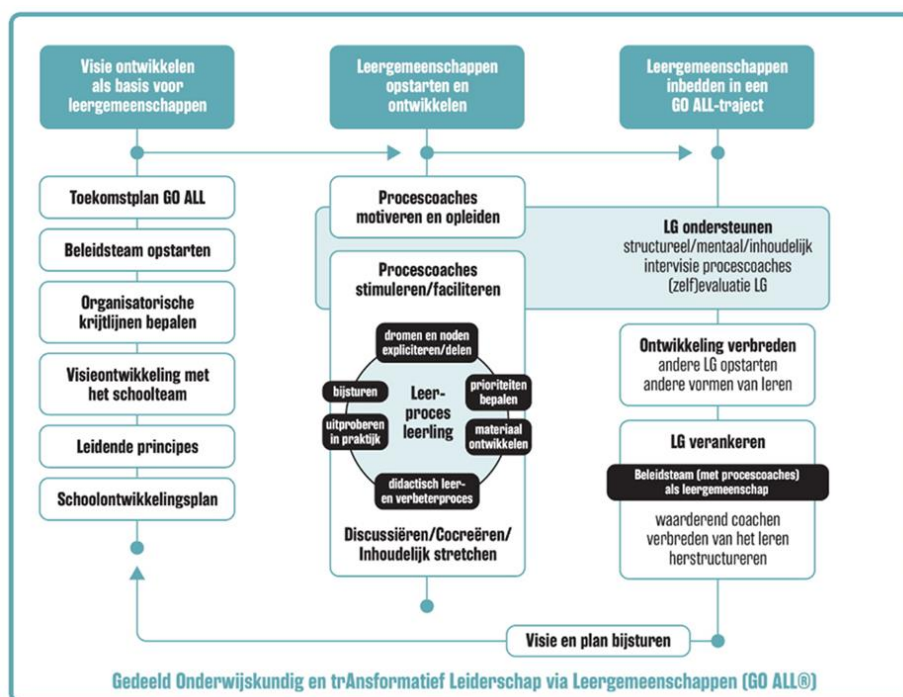 Visie ontwikkelen
als basis voor
leergemeenschappen
Toekomstplan GO ALL
Beleidsteam opstarten
Organisatorische
krijtlijnen bepalen
Visieontwikkeling met
het schoolteam
Leidende principes
Schoolontwikkelingsplan
Leergemeenschappen
opstarten en
ontwikkelen
Procescoaches
motiveren en opleiden
Procescoaches
stimuleren/faciliteren
dromen en noden
expliciteren/delen
prioriteiten
bepalen
materiaal
ontwikkelen
didactisch leer-
en verbeterproces
uitproberen
in praktijk
bijsturen
Leer-
proces
leerling
Discussiëren/Cocreëren/
Inhoudelijk stretchen
Leergemeenschappen
inbedden in een
GO ALL-traject
LG ondersteunen
structureel/mentaal/inhoudelijk
intervisie procescoaches
(zelf)evaluatie LG
Ontwikkeling verbreden
andere LG opstarten
andere vormen van leren
LG verankeren
Beleidsteam (met procescoaches)
als leergemeenschap
waarderend coachen
verbreden van het leren
herstructureren
Visie en plan bijsturen
Gedeeld Onderwijskundig en trAnsformatief Leiderschap via Leergemeenschappen (GO ALL®)